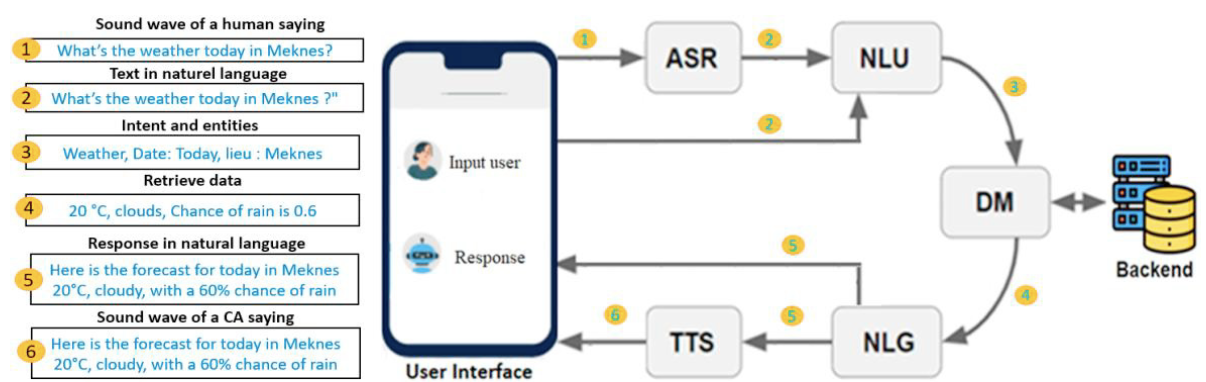 Sound wave of a human saying
1 What's the weather today in Meknes?
Text in naturel language
2 What's the weather today in Meknes ?"
Intent and entities
3 Weather, Date: Today, lieu : Meknes
Retrieve data
4 20 °C, clouds, Chance of rain is 0.6
Response in natural language
5 Here is the forecast for today in Meknes
20°C, cloudy, with a 60% chance of rain
Sound wave of a CA saying
6 Here is the forecast for today in Meknes
20°C, cloudy, with a 60% chance of rain
Input user
Response
User Interface
1
ASR
2
NLU
2
3
DM
Backend
4
NLG
5
5
TTS
6